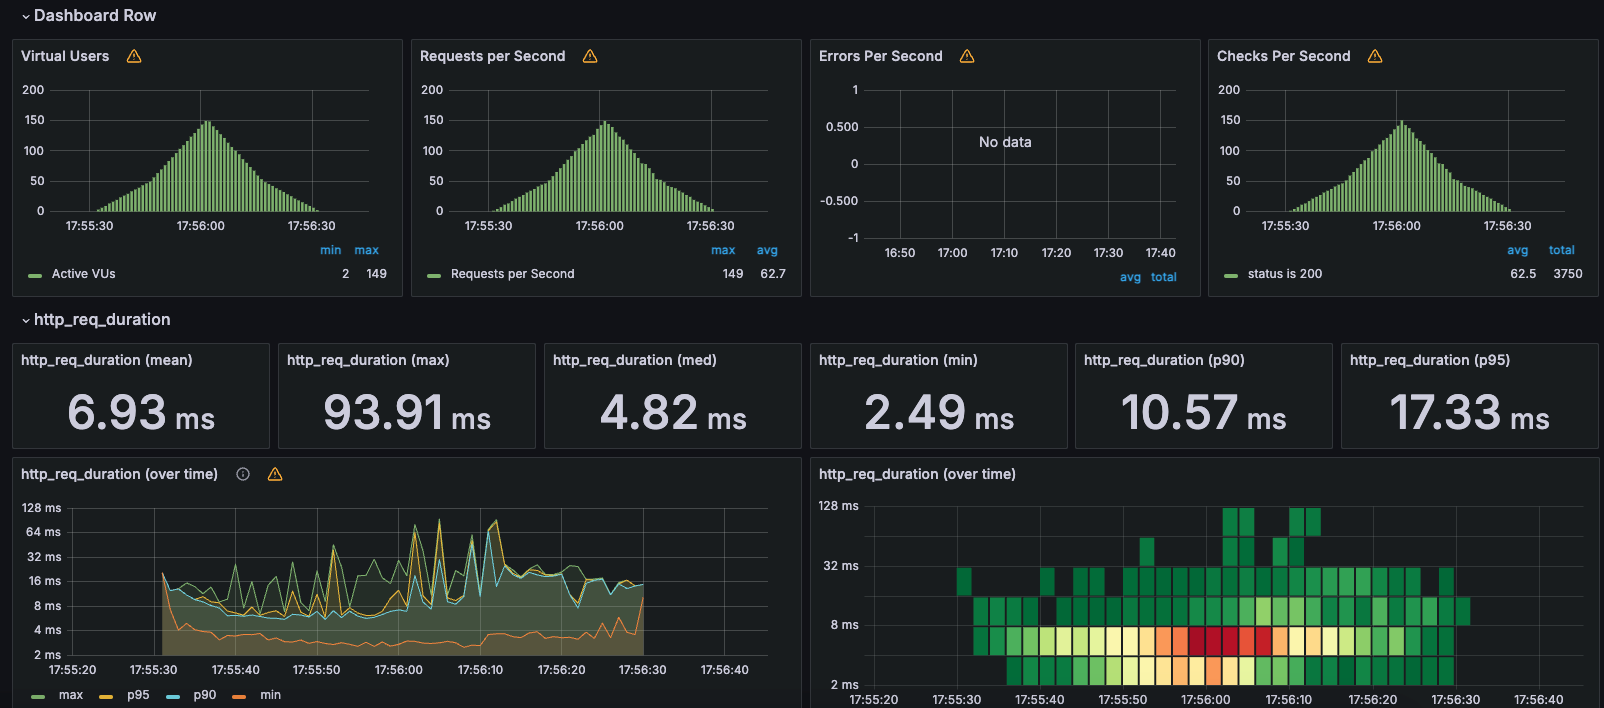 Dashboard Row
Virtual Users
200
150
100
50
0
17:55:30 17:56:00 17:56:30
min max
Active VUs 2 149
Requests per Second
200
150
100
50
0
17:55:30 17:56:00 17:56:30
max avg
Requests per Second 149 62.7
Errors Per Second
1
0.500
0
-0.500
-1
No data
16:50 17:00 17:10 17:20 17:30 17:40
avg total
Checks Per Second
200
150
100
50
0
17:55:30 17:56:00 17:56:30
avg total
status is 200 62.5 3750
http_req_duration
http_req_duration (mean)
6.93 ms
http_req_duration (max)
93.91 ms
http_req_duration (med)
4.82 ms
http_req_duration (min)
2.49 ms
http_req_duration (p90)
10.57 ms
http_req_duration (p95)
17.33 ms
http_req_duration (over time)
128 ms
64 ms
32 ms
16 ms
8 ms
4 ms
2 ms
17:55:20 17:55:30 17:55:40 17:55:50 17:56:00 17:56:10 17:56:20 17:56:30 17:56:40
max p95 p90 min
http_req_duration (over time)
128 ms
32 ms
8 ms
2 ms
17:55:20 17:55:30 17:55:40 17:55:50 17:56:00 17:56:10 17:56:20 17:56:30 17:56:40